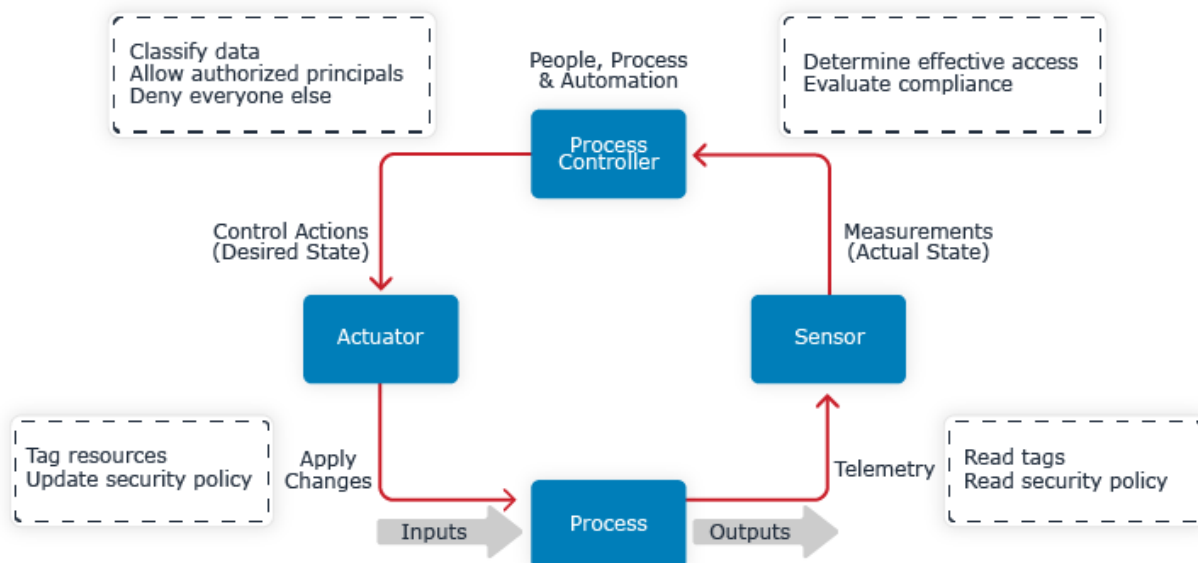 Classify data
Allow authorized principals
Deny everyone else
People, Process
& Automation
Determine effective access
Evaluate compliance
Process
Controller
Control Actions
(Desired State)
Measurements
(Actual State)
Actuator
Sensor
Tag resources
Update security policy
Apply
Changes
Telemetry
Read tags
Read security policy
Inputs
Process
Outputs